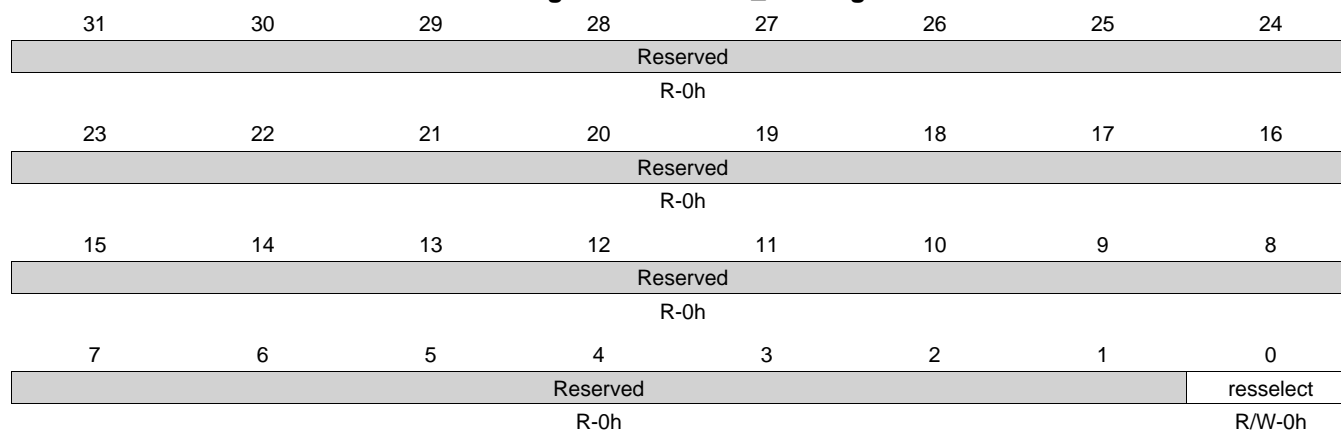 31 30 29 28 27 26 25 24
Reserved
R-0h
23 22 21 20 19 18 17 16
Reserved
R-0h
15 14 13 12 11 10 9 8
Reserved
R-0h
7 6 5 4 3 2 1 0
Reserved resselect
R-0h R/W-0h